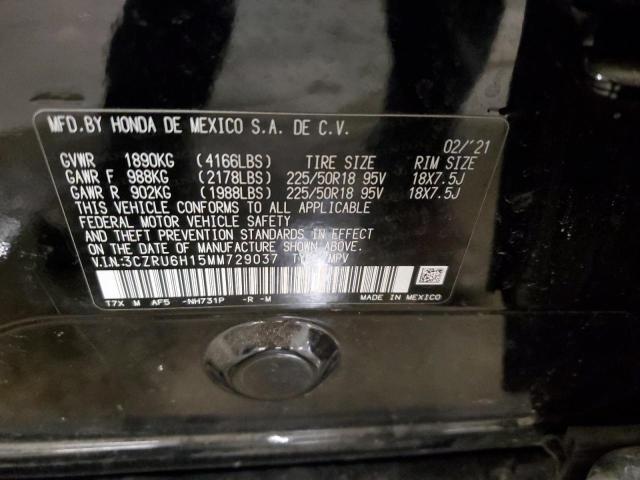 MFD.BY HONDA DE MEXICO S.A. DE C.V.
02/'21
GVWR 1890KG (4166LBS) TIRE SIZE RIM SIZE
GAWR F 988KG (2178LBS) 225/50R18 95V 18X7.5J
GAWR R 902KG (1988LBS) 225/50R18 95V 18X7.5J
THIS VEHICLE CONFORMS TO ALL APPLICABLE
FEDERAL MOTOR VEHICLE SAFETY
AND THEFT PREVENTION STANDARDS IN EFFECT
ON THE DATE OF MANUFACTURE SHOWN ABOVE.
V.I.N.:3CZRU6H15MM729037 TYPE:MPV
T7X M AF5 -NH731P -R -M MADE IN MEXICO